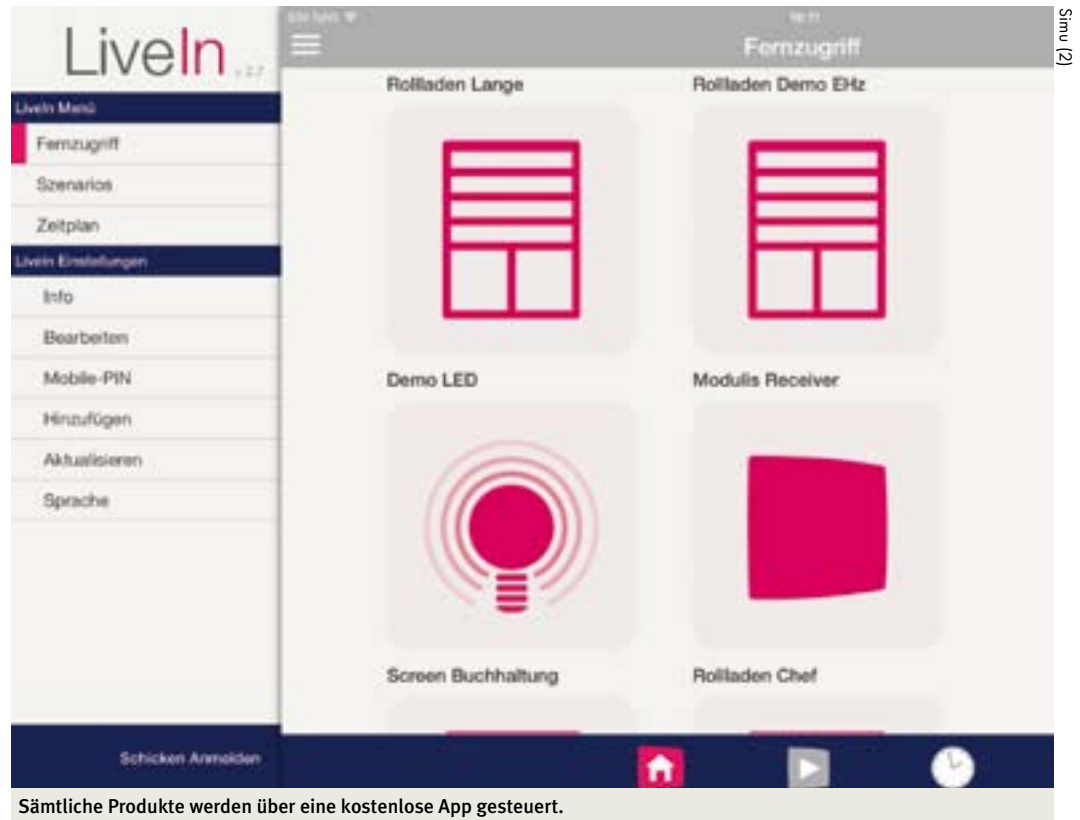 LiveIn
Fernzugriff
LiveIn Menü
Fernzugriff
Szenarios
Zeitplan
LiveIn Einstellungen
Info
Bearbeiten
Mobile-PIN
Hinzufügen
Aktualisieren
Sprache
Schicken Anmelden
Rollladen Lange
Rollladen Demo EHz
Demo LED
Modulis Receiver
Screen Buchhaltung
Rollladen Chef
Simu (2)
Sämtliche Produkte werden über eine kostenlose App gesteuert.